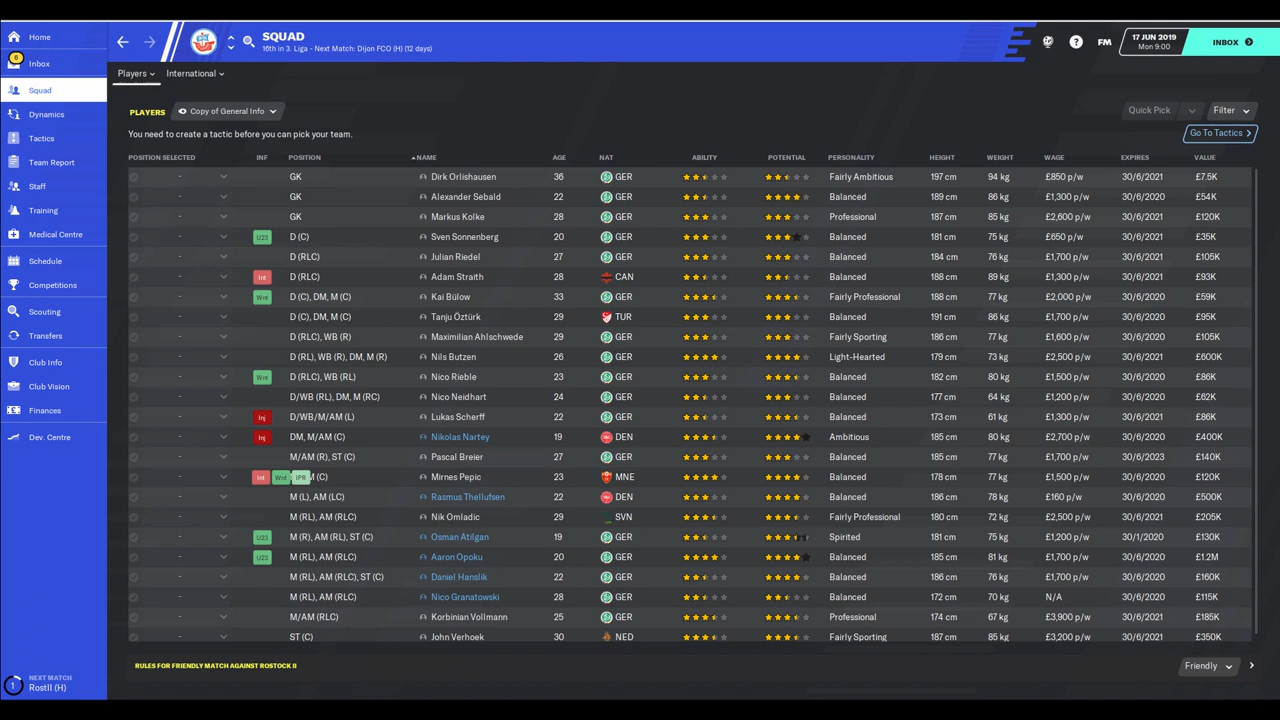 Home
6
Inbox
Squad
Dynamics
Tactics
Team Report
Staff
Training
Medical Centre
Schedule
Competitions
Scouting
Transfers
Club Info
Club Vision
Finances
Dev. Centre
1 NEXT MATCH
RostII (H)
SQUAD
16th in 3. Liga - Next Match: Dijon FCO (H) (12 days)
? FM 17 JUN 2019
Mon 9:00
INBOX
Players International
PLAYERS Copy of General Info Quick Pick Filter
You need to create a tactic before you can pick your team. Go To Tactics
POSITION SELECTED INF POSITION NAME AGE NAT ABILITY POTENTIAL PERSONALITY HEIGHT WEIGHT WAGE EXPIRES VALUE
- GK Dirk Orlishausen 36 GER Fairly Ambitious 197 cm 94 kg £850 p/w 30/6/2021 £7.5K
- GK Alexander Sebald 22 GER Balanced 189 cm 86 kg £1,300 p/w 30/6/2020 £54K
- GK Markus Kolke 28 GER Professional 187 cm 85 kg £2,600 p/w 30/6/2021 £120K
- U23 D (C) Sven Sonnenberg 20 GER Balanced 181 cm 75 kg £650 p/w 30/6/2021 £35K
- D (RLC) Julian Riedel 27 GER Balanced 184 cm 76 kg £1,700 p/w 30/6/2021 £105K
- Int D (RLC) Adam Straith 28 CAN Balanced 188 cm 89 kg £1,300 p/w 30/6/2020 £93K
- Wnt D (C), DM, M (C) Kai Bülow 33 GER Fairly Professional 188 cm 77 kg £2,000 p/w 30/6/2020 £59K
- D (C), DM, M (C) Tanju Öztürk 29 TUR Balanced 191 cm 86 kg £1,700 p/w 30/6/2020 £95K
- D (RLC), WB (R) Maximilian Ahlschwede 29 GER Fairly Sporting 186 cm 77 kg £1,600 p/w 30/6/2021 £105K
- D (RL), WB (R), DM, M (R) Nils Butzen 26 GER Light-Hearted 179 cm 73 kg £2,500 p/w 30/6/2021 £600K
- Wnt D (RLC), WB (RL) Nico Rieble 23 GER Balanced 182 cm 80 kg £1,500 p/w 30/6/2020 £86K
- D/WB (RL), DM, M (RC) Nico Neidhart 24 GER Balanced 177 cm 64 kg £1,200 p/w 30/6/2020 £62K
- Inj D/WB/M/AM (L) Lukas Scherff 22 GER Balanced 173 cm 61 kg £1,300 p/w 30/6/2021 £86K
- Inj DM, M/AM (C) Nikolas Nartey 19 DEN Ambitious 185 cm 80 kg £2,700 p/w 30/6/2020 £400K
- M/AM (R), ST (C) Pascal Breier 27 GER Balanced 185 cm 77 kg £1,700 p/w 30/6/2023 £140K
- Int Wnt IPR M (C) Mirnes Pepic 23 MNE Balanced 178 cm 77 kg £1,500 p/w 30/6/2020 £120K
- M (L), AM (LC) Rasmus Thellufsen 22 DEN Balanced 186 cm 78 kg £160 p/w 30/6/2020 £500K
- M (RL), AM (RLC) Nik Omladic 29 SVN Fairly Professional 180 cm 72 kg £2,500 p/w 30/6/2021 £205K
- U23 M (R), AM (RL), ST (C) Osman Atilgan 19 GER Spirited 181 cm 75 kg £1,200 p/w 30/1/2020 £130K
- U23 M (RL), AM (RLC) Aaron Opoku 20 GER Balanced 185 cm 81 kg £1,700 p/w 30/6/2020 £1.2M
- M (RL), AM (RLC), ST (C) Daniel Hanslik 22 GER Balanced 186 cm 76 kg £1,700 p/w 30/6/2020 £160K
- M (RL), AM (RLC) Nico Granatowski 28 GER Balanced 172 cm 70 kg N/A 30/6/2020 £115K
- M/AM (RLC) Korbinian Vollmann 25 GER Professional 174 cm 67 kg £3,900 p/w 30/6/2021 £185K
- ST (C) John Verhoek 30 NED Fairly Sporting 187 cm 85 kg £3,200 p/w 30/6/2021 £350K
RULES FOR FRIENDLY MATCH AGAINST ROSTOCK II Friendly